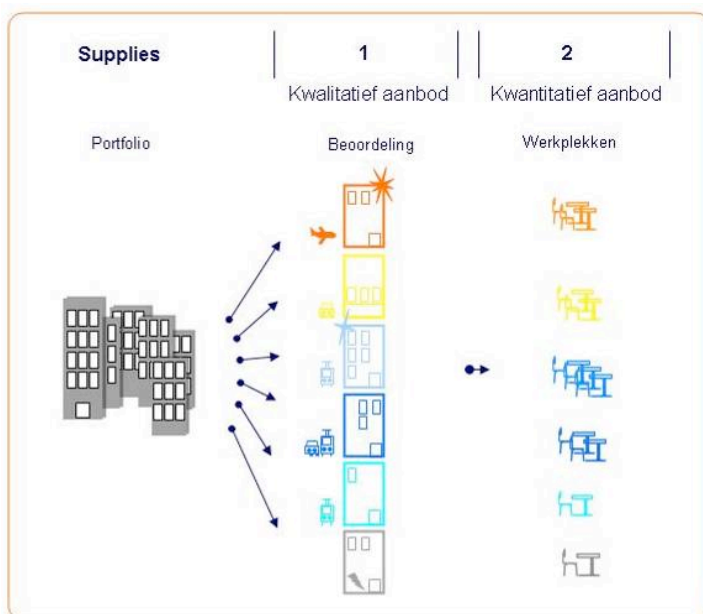 Supplies
1
2
Kwalitatief aanbod
Kwantitatief aanbod
Portfolio
Beoordeling
Werkplekken